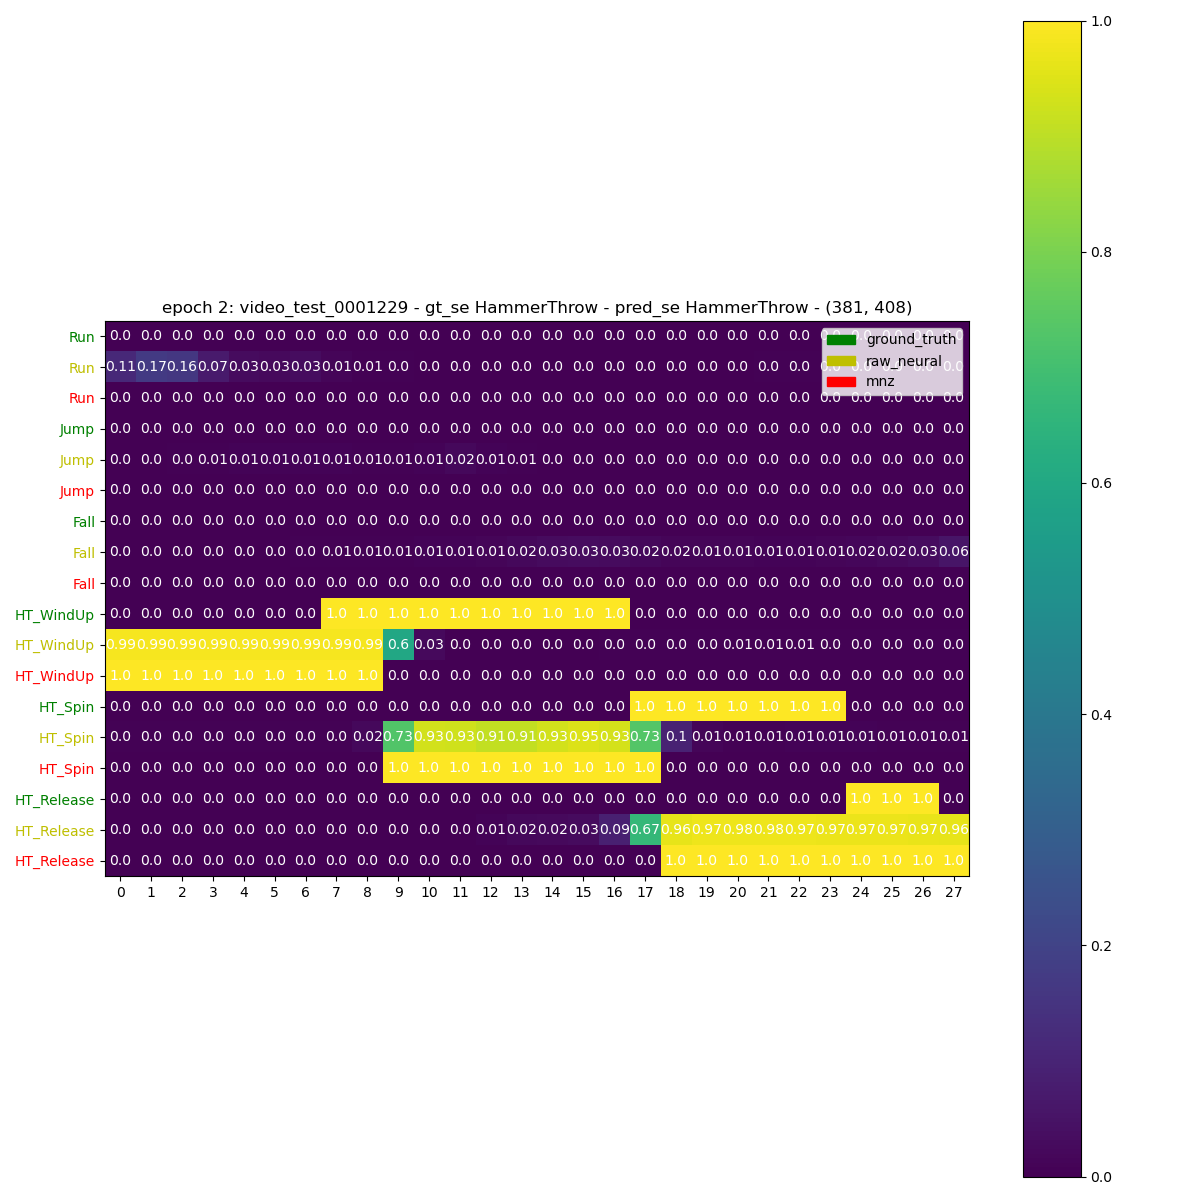 epoch 2: video_test_0001229 - gt_se HammerThrow - pred_se HammerThrow - (381, 408)
Run 0.0 0.0 0.0 0.0 0.0 0.0 0.0 0.0 0.0 0.0 0.0 0.0 0.0 0.0 0.0 0.0 0.0 0.0 0.0 0.0 0.0 0.0 0.0 0.0 0.0 0.0 0.0 0.0
Run 0.11 0.17 0.16 0.07 0.03 0.03 0.03 0.01 0.01 0.0 0.0 0.0 0.0 0.0 0.0 0.0 0.0 0.0 0.0 0.0 0.0 0.0 0.0 0.0 0.0 0.0 0.0 0.0
Run 0.0 0.0 0.0 0.0 0.0 0.0 0.0 0.0 0.0 0.0 0.0 0.0 0.0 0.0 0.0 0.0 0.0 0.0 0.0 0.0 0.0 0.0 0.0 0.0 0.0 0.0 0.0 0.0
ground_truth
raw_neural
mnz
Jump 0.0 0.0 0.0 0.0 0.0 0.0 0.0 0.0 0.0 0.0 0.0 0.0 0.0 0.0 0.0 0.0 0.0 0.0 0.0 0.0 0.0 0.0 0.0 0.0 0.0 0.0 0.0 0.0
Jump 0.0 0.0 0.0 0.01 0.01 0.01 0.01 0.01 0.01 0.01 0.01 0.02 0.01 0.01 0.0 0.0 0.0 0.0 0.0 0.0 0.0 0.0 0.0 0.0 0.0 0.0 0.0 0.0
Jump 0.0 0.0 0.0 0.0 0.0 0.0 0.0 0.0 0.0 0.0 0.0 0.0 0.0 0.0 0.0 0.0 0.0 0.0 0.0 0.0 0.0 0.0 0.0 0.0 0.0 0.0 0.0 0.0
Fall 0.0 0.0 0.0 0.0 0.0 0.0 0.0 0.0 0.0 0.0 0.0 0.0 0.0 0.0 0.0 0.0 0.0 0.0 0.0 0.0 0.0 0.0 0.0 0.0 0.0 0.0 0.0 0.0
Fall 0.0 0.0 0.0 0.0 0.0 0.0 0.0 0.01 0.01 0.01 0.01 0.01 0.01 0.02 0.03 0.03 0.03 0.02 0.02 0.01 0.01 0.01 0.01 0.01 0.02 0.02 0.03 0.06
Fall 0.0 0.0 0.0 0.0 0.0 0.0 0.0 0.0 0.0 0.0 0.0 0.0 0.0 0.0 0.0 0.0 0.0 0.0 0.0 0.0 0.0 0.0 0.0 0.0 0.0 0.0 0.0 0.0
HT_WindUp 0.0 0.0 0.0 0.0 0.0 0.0 0.0 1.0 1.0 1.0 1.0 1.0 1.0 1.0 1.0 1.0 1.0 0.0 0.0 0.0 0.0 0.0 0.0 0.0 0.0 0.0 0.0 0.0
HT_WindUp 0.99 0.99 0.99 0.99 0.99 0.99 0.99 0.99 0.99 0.6 0.03 0.0 0.0 0.0 0.0 0.0 0.0 0.0 0.0 0.0 0.01 0.01 0.01 0.0 0.0 0.0 0.0 0.0
HT_WindUp 1.0 1.0 1.0 1.0 1.0 1.0 1.0 1.0 1.0 0.0 0.0 0.0 0.0 0.0 0.0 0.0 0.0 0.0 0.0 0.0 0.0 0.0 0.0 0.0 0.0 0.0 0.0 0.0
HT_Spin 0.0 0.0 0.0 0.0 0.0 0.0 0.0 0.0 0.0 0.0 0.0 0.0 0.0 0.0 0.0 0.0 0.0 1.0 1.0 1.0 1.0 1.0 1.0 1.0 0.0 0.0 0.0 0.0
HT_Spin 0.0 0.0 0.0 0.0 0.0 0.0 0.0 0.0 0.02 0.73 0.93 0.93 0.91 0.91 0.93 0.95 0.93 0.73 0.1 0.01 0.01 0.01 0.01 0.01 0.01 0.01 0.01 0.01
HT_Spin 0.0 0.0 0.0 0.0 0.0 0.0 0.0 0.0 0.0 1.0 1.0 1.0 1.0 1.0 1.0 1.0 1.0 1.0 0.0 0.0 0.0 0.0 0.0 0.0 0.0 0.0 0.0 0.0
HT_Release 0.0 0.0 0.0 0.0 0.0 0.0 0.0 0.0 0.0 0.0 0.0 0.0 0.0 0.0 0.0 0.0 0.0 0.0 0.0 0.0 0.0 0.0 0.0 0.0 1.0 1.0 1.0 0.0
HT_Release 0.0 0.0 0.0 0.0 0.0 0.0 0.0 0.0 0.0 0.0 0.0 0.0 0.01 0.02 0.02 0.03 0.09 0.67 0.96 0.97 0.98 0.98 0.97 0.97 0.97 0.97 0.97 0.96
HT_Release 0.0 0.0 0.0 0.0 0.0 0.0 0.0 0.0 0.0 0.0 0.0 0.0 0.0 0.0 0.0 0.0 0.0 0.0 1.0 1.0 1.0 1.0 1.0 1.0 1.0 1.0 1.0 1.0
0 1 2 3 4 5 6 7 8 9 10 11 12 13 14 15 16 17 18 19 20 21 22 23 24 25 26 27
1.0
0.8
0.6
0.4
0.2
0.0